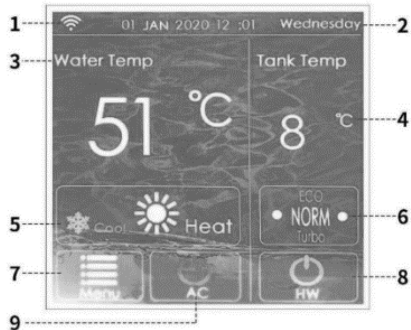 1 01 JAN 2020 12 :01 Wednesday 2
3 Water Temp Tank Temp
51 °C 8 °C 4
5 Cool Heat ECO
NORM 6
Turbo
7 Menu AC HW 8
9